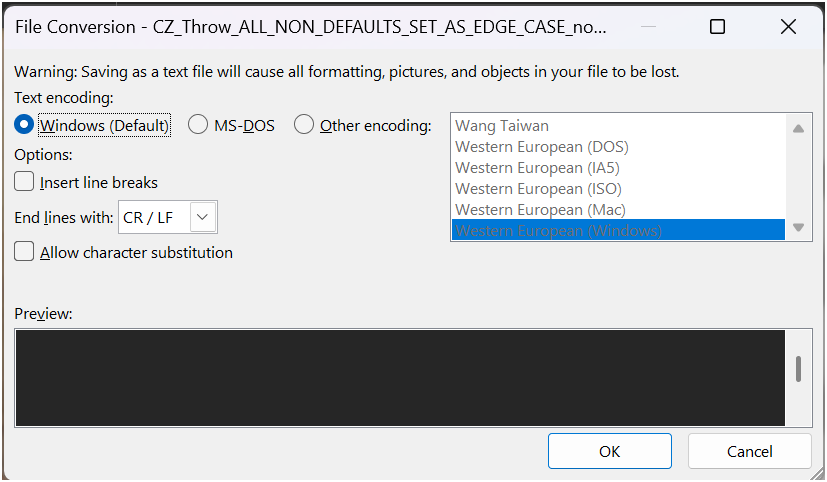 File Conversion - CZ_Throw_ALL_NON_DEFAULTS_SET_AS_EDGE_CASE_no...
Warning: Saving as a text file will cause all formatting, pictures, and objects in your file to be lost.
Text encoding:
Windows (Default) MS-DOS Other encoding:
Wang Taiwan
Western European (DOS)
Western European (IA5)
Western European (ISO)
Western European (Mac)
Western European (Windows)
Options:
Insert line breaks
End lines with: CR / LF
Allow character substitution
Preview:
OK Cancel